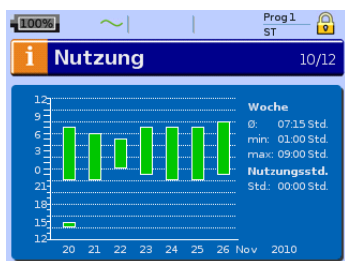 100%
Prog 1
ST
i Nutzung 10/12
12
9
6
3
0
21
18
15
12
20 21 22 23 24 25 26 Nov 2010
Woche
Ø: 07:15 Std.
min: 01:00 Std.
max: 09:00 Std.
Nutzungsstd.
Std.: 00:00 Std.